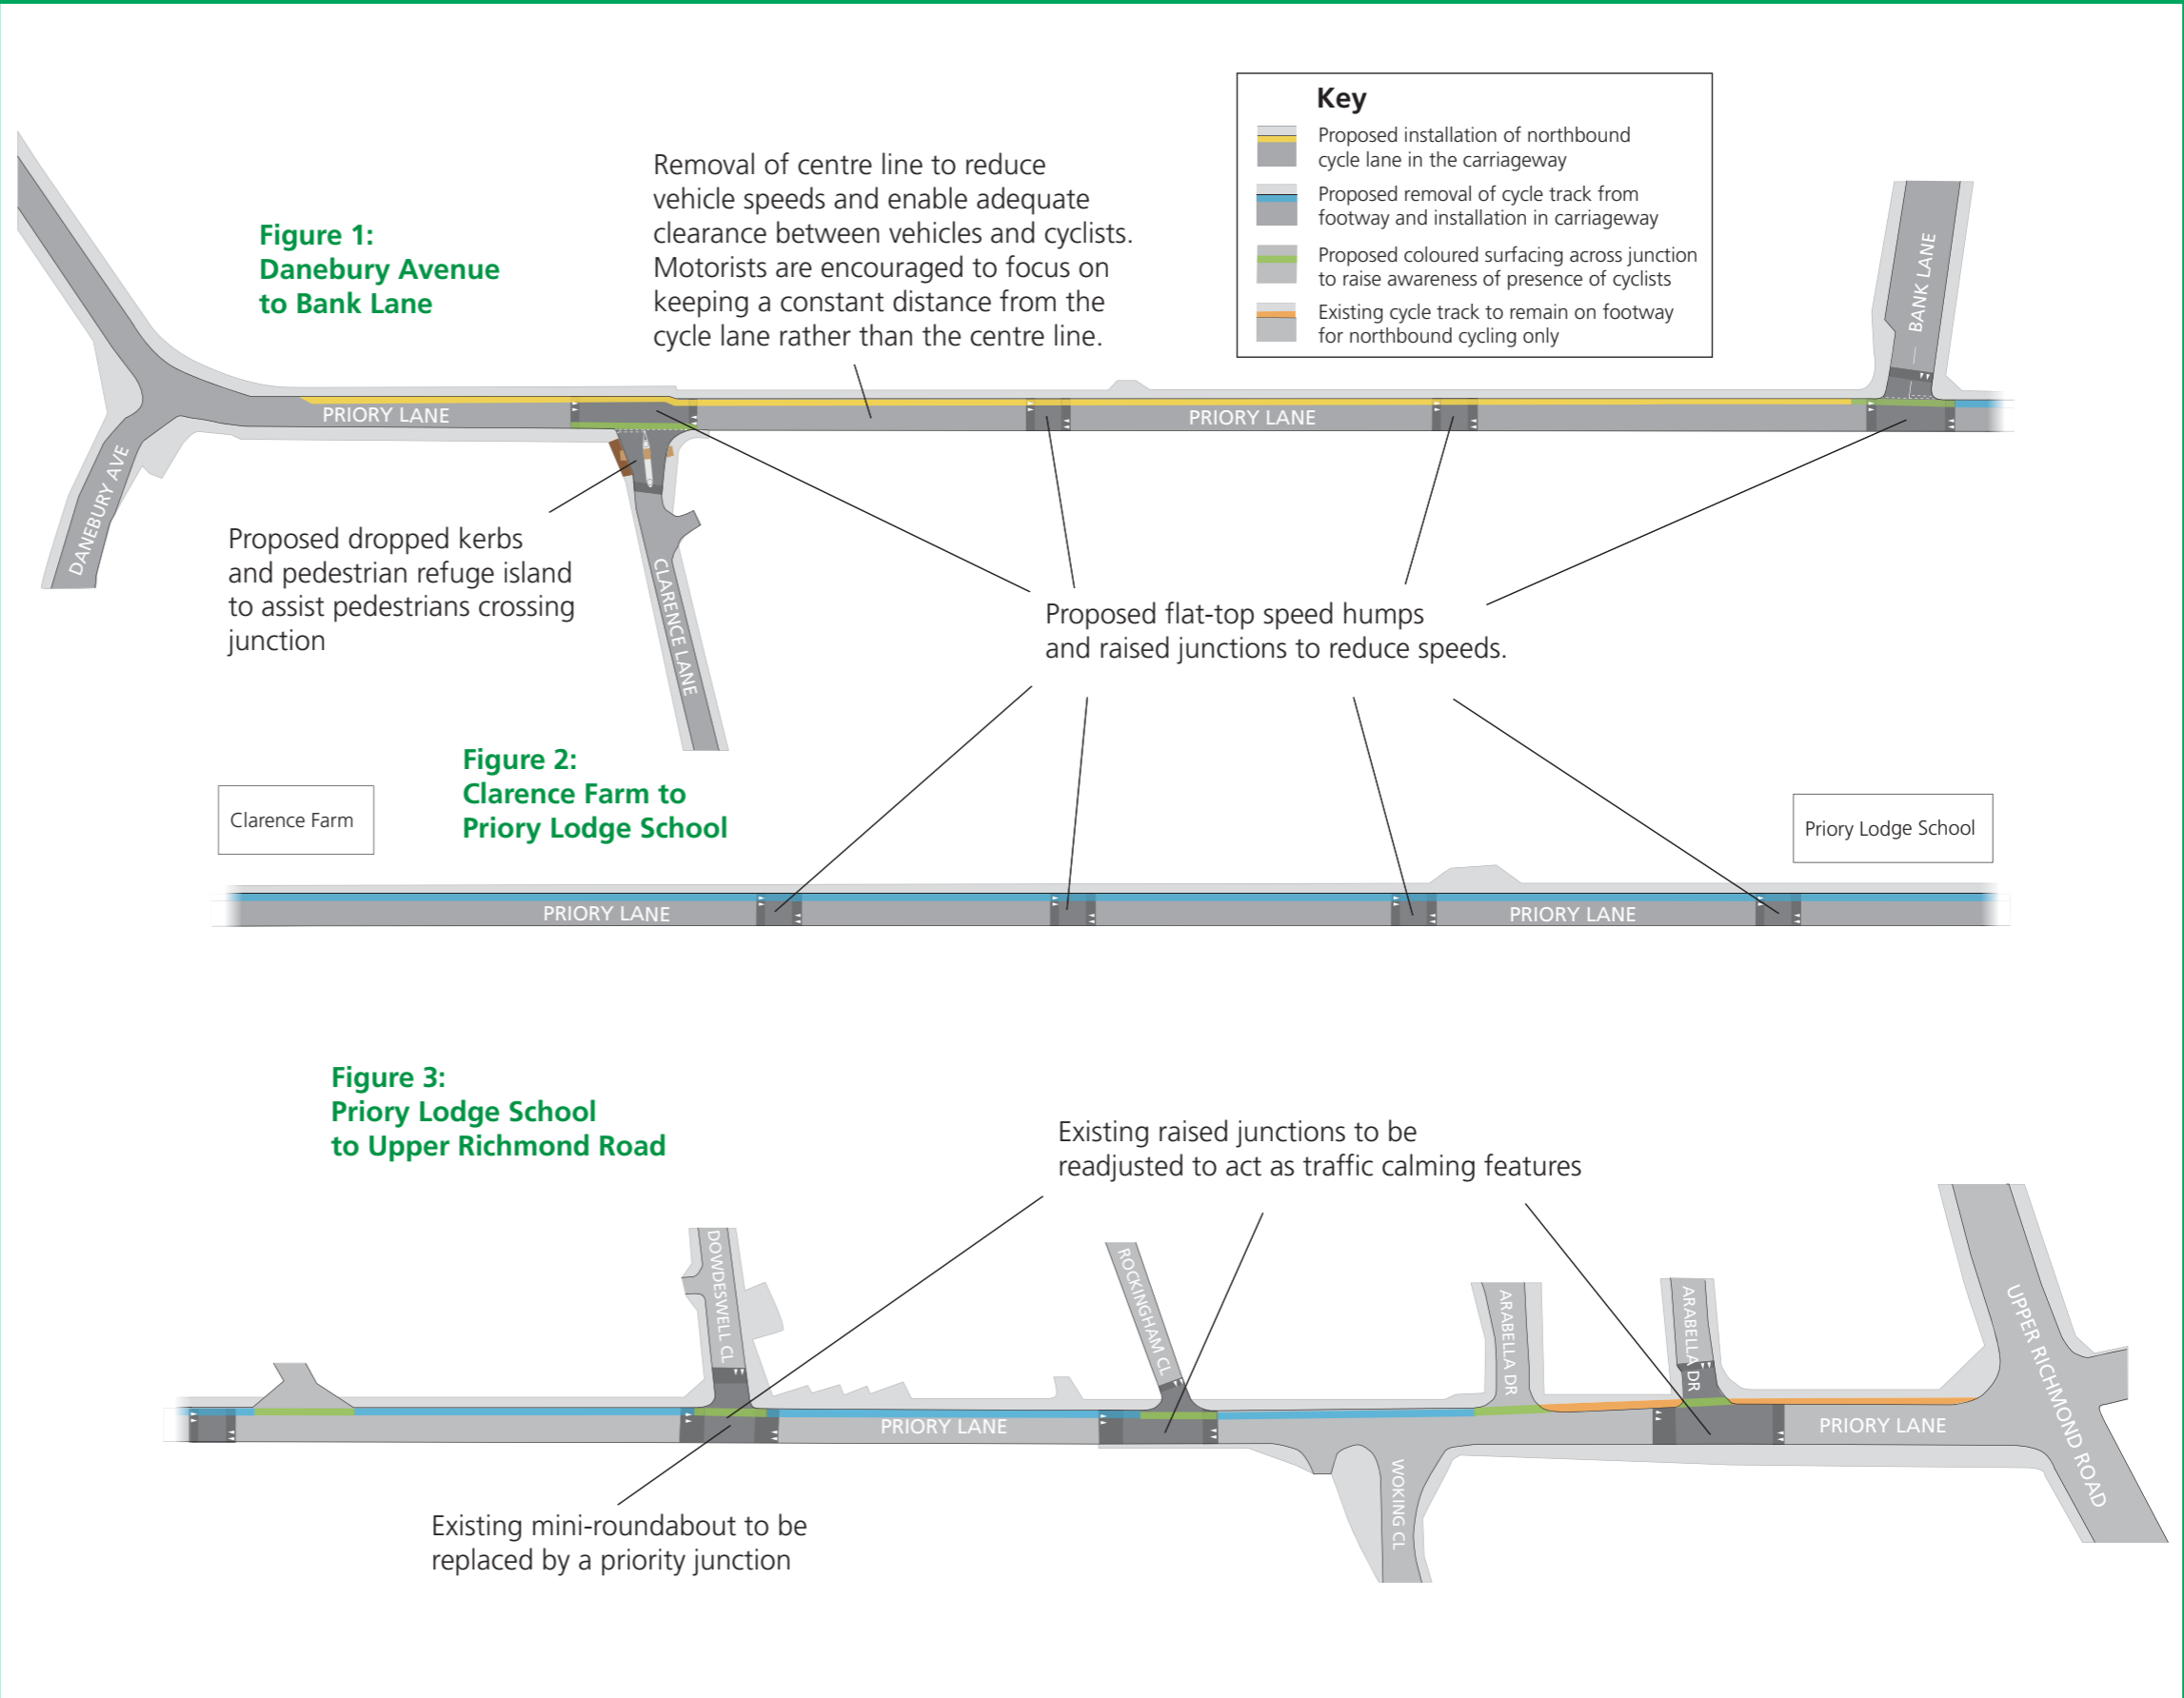 Key
Proposed installation of northbound
cycle lane in the carriageway
Proposed removal of cycle track from
footway and installation in carriageway
Proposed coloured surfacing across junction
to raise awareness of presence of cyclists
Existing cycle track to remain on footway
for northbound cycling only
Figure 1:
Danebury Avenue
to Bank Lane
Removal of centre line to reduce
vehicle speeds and enable adequate
clearance between vehicles and cyclists.
Motorists are encouraged to focus on
keeping a constant distance from the
cycle lane rather than the centre line.
BANK LANE
PRIORY LANE
PRIORY LANE
DANEBURY AVE
CLARENCE LANE
Proposed dropped kerbs
and pedestrian refuge island
to assist pedestrians crossing
junction
Proposed flat-top speed humps
and raised junctions to reduce speeds.
Figure 2:
Clarence Farm to
Priory Lodge School
Clarence Farm
Priory Lodge School
PRIORY LANE
PRIORY LANE
Figure 3:
Priory Lodge School
to Upper Richmond Road
Existing raised junctions to be
readjusted to act as traffic calming features
DOWDESWELL CL
ROCKINGHAM CL
ARABELLA DR
ARABELLA DR
UPPER RICHMOND ROAD
PRIORY LANE
PRIORY LANE
WOKING CL
Existing mini-roundabout to be
replaced by a priority junction